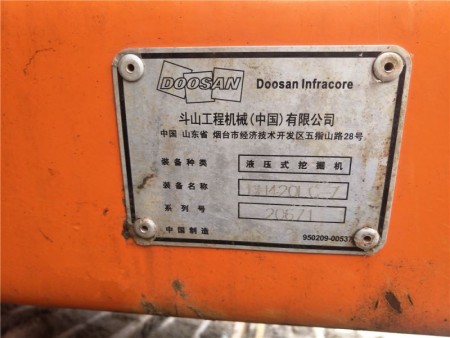 DOOSAN Doosan Infracore
斗山工程机械(中国)有限公司
中国 山东省 烟台市经济技术开发区五指山路28号
装备种类 液压式挖掘机
装备名称 DH420LC-7
系列号 20671
中国制造 950209-00537